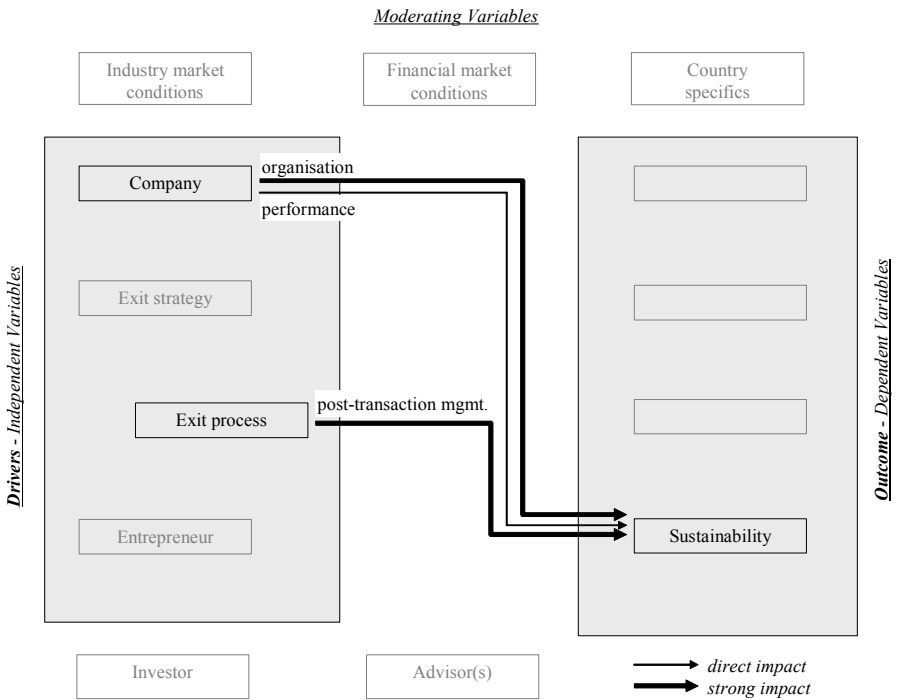 Moderating Variables
Industry market
conditions
Financial market
conditions
Country
specifics
Drivers - Independent Variables
Company
organisation
performance
Exit strategy
Exit process
post-transaction mgmt.
Entrepreneur
Sustainability
Outcome - Dependent Variables
Investor
Advisor(s)
direct impact
strong impact